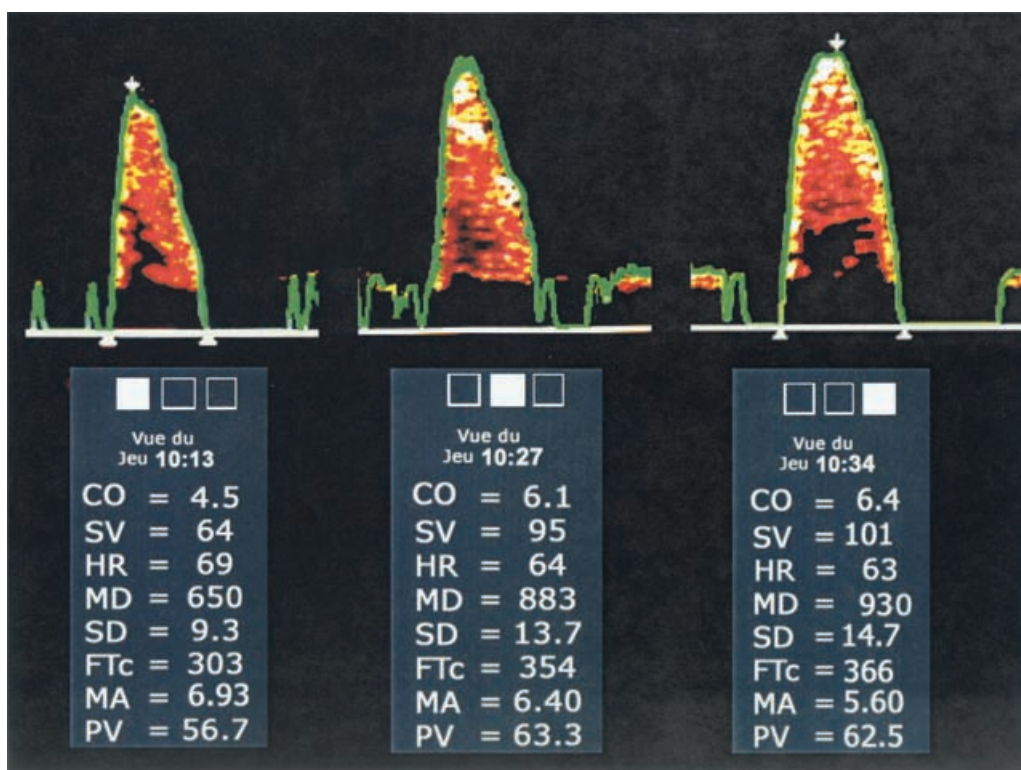 Vue du
Jeu 10:13
CO = 4.5
SV = 64
HR = 69
MD = 650
SD = 9.3
FTc = 303
MA = 6.93
PV = 56.7
Vue du
Jeu 10:27
CO = 6.1
SV = 95
HR = 64
MD = 883
SD = 13.7
FTc = 354
MA = 6.40
PV = 63.3
Vue du
Jeu 10:34
CO = 6.4
SV = 101
HR = 63
MD = 930
SD = 14.7
FTc = 366
MA = 5.60
PV = 62.5